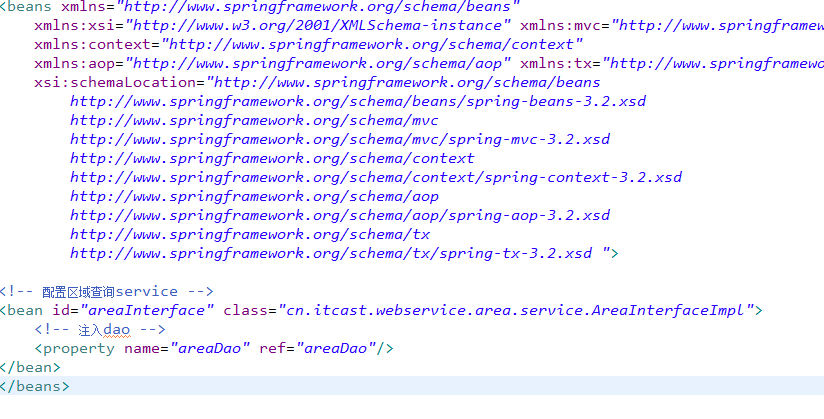 <beans xmlns="http://www.springframework.org/schema/beans"
xmlns:xsi="http://www.w3.org/2001/XMLSchema-instance" xmlns:mvc="http://www.springframew
xmlns:context="http://www.springframework.org/schema/context"
xmlns:aop="http://www.springframework.org/schema/aop" xmlns:tx="http://www.springframewo
xsi:schemaLocation="http://www.springframework.org/schema/beans
http://www.springframework.org/schema/beans/spring-beans-3.2.xsd
http://www.springframework.org/schema/mvc
http://www.springframework.org/schema/mvc/spring-mvc-3.2.xsd
http://www.springframework.org/schema/context
http://www.springframework.org/schema/context/spring-context-3.2.xsd
http://www.springframework.org/schema/aop
http://www.springframework.org/schema/aop/spring-aop-3.2.xsd
http://www.springframework.org/schema/tx
http://www.springframework.org/schema/tx/spring-tx-3.2.xsd ">
<!-- 配置区域查询service -->
<bean id="areaInterface" class="cn.itcast.webservice.area.service.AreaInterfaceImpl">
<!-- 注入dao -->
<property name="areaDao" ref="areaDao"/>
</bean>
</beans>